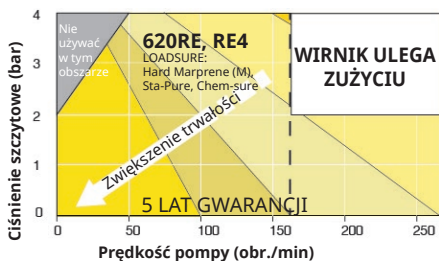 Nie
używać
w tym
obszarze
620RE, RE4
LOADSURE:
Hard Marprene (M),
Sta-Pure, Chem-sure
WIRNIK ULEGA
ZUŻYCIU
Zwiększenie trwałości
5 LAT GWARANCJI
Ciśnienie szczytowe (bar)
4
3
2
1
0
0 50 100 150 200 250
Prędkość pompy (obr./min)